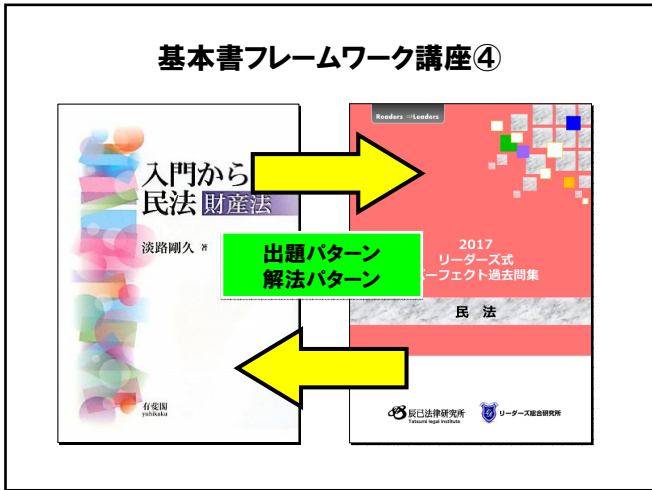 基本書フレームワーク講座④
入門から
民法 財産法
淡路剛久 著
有斐閣
yuhikaku
出題パターン
解法パターン
Readers ⇒Leaders
2017
リーダーズ式
パーフェクト過去問集
民 法
辰已法律研究所
Tatsumi legal institute
リーダーズ総合研究所